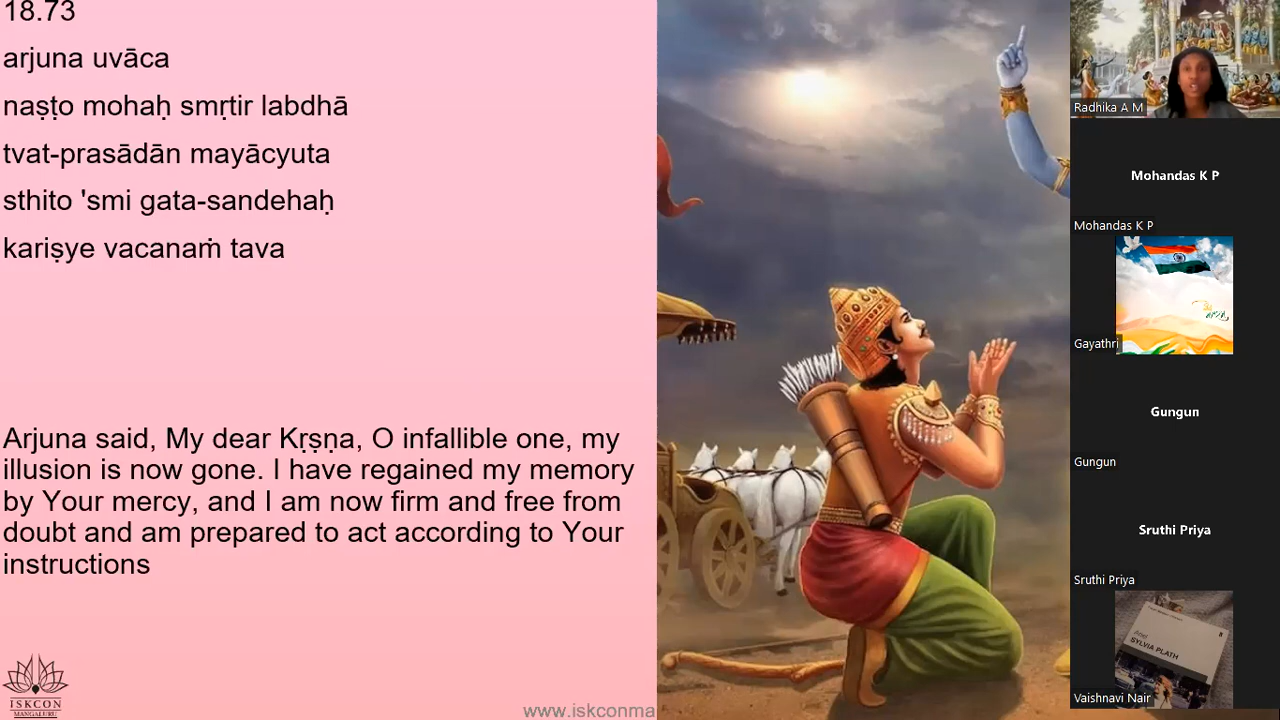 18.73
arjuna uvāca
naṣṭo mohaḥ smṛtir labdhā
tvat-prasādān mayācyuta
sthito 'smi gata-sandehaḥ
kariṣye vacanaṁ tava
Arjuna said, My dear Kṛṣṇa, O infallible one, my
illusion is now gone. I have regained my memory
by Your mercy, and I am now firm and free from
doubt and am prepared to act according to Your
instructions
ISKCON
MANGALURU
www.iskconma
Radhika A M
Mohandas K P
Mohandas K P
Gayathri
Gungun
Gungun
Sruthi Priya
Sruthi Priya
Ariel
SYLVIA PLATH
Vaishnavi Nair